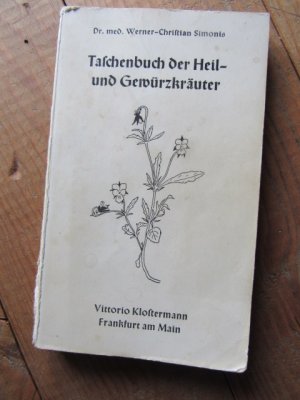 Dr. med. Werner-Christian Simonis
Taschenbuch der Heil-
und Gewürzkräuter
Vittorio Klostermann
Frankfurt am Main